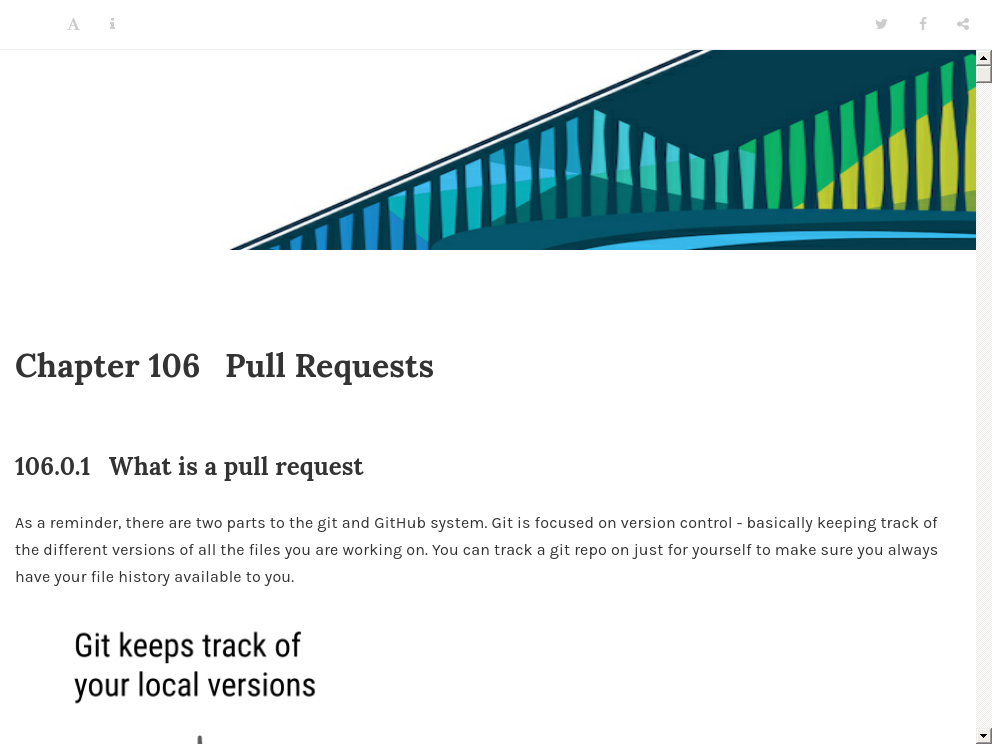 Chapter 106 Pull Requests
106.0.1 What is a pull request
As a reminder, there are two parts to the git and GitHub system. Git is focused on version control - basically keeping track of
the different versions of all the files you are working on. You can track a git repo on just for yourself to make sure you always
have your file history available to you.
Git keeps track of
your local versions